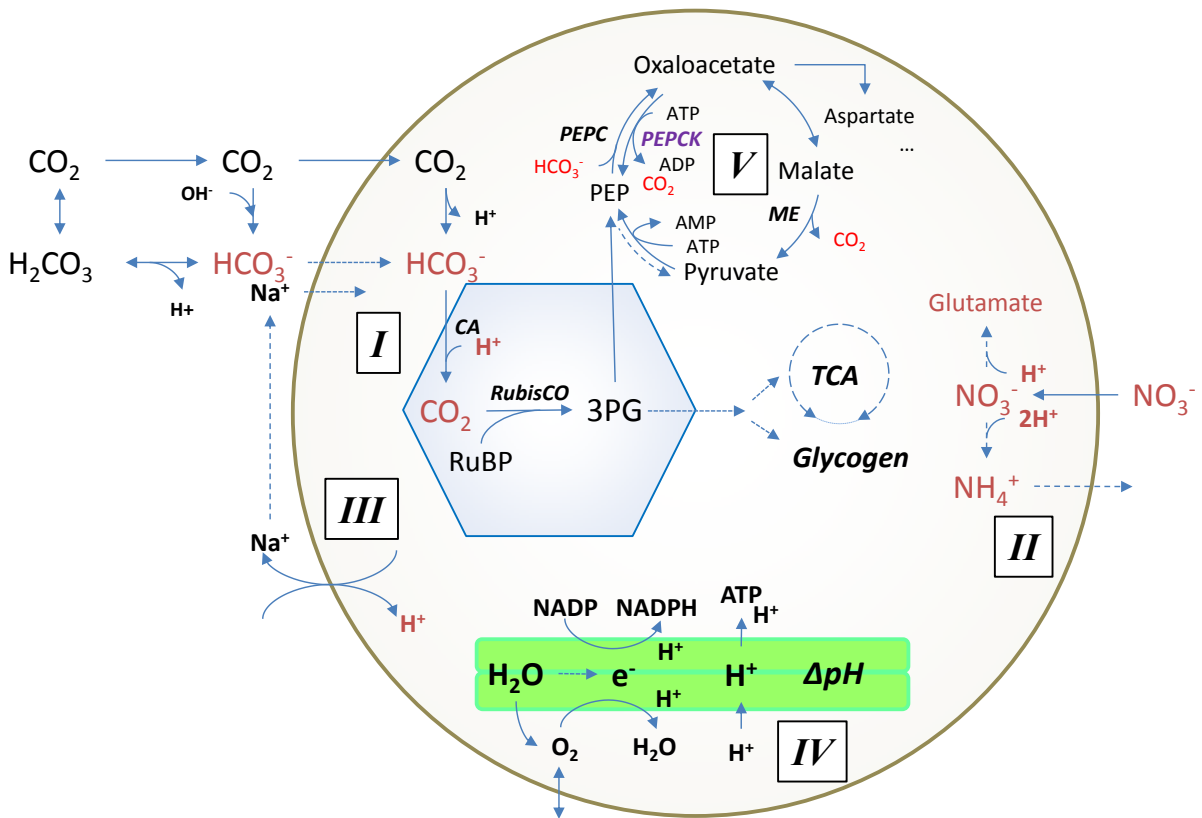 Oxaloacetate
ATP
PEPC
PEPCK
Aspartate
...
HCO₃⁻
ADP
CO₂
V
Malate
PEP
ME
CO₂
AMP
ATP
Pyruvate
CO₂
CO₂
CO₂
OH⁻
H⁺
H₂CO₃
HCO₃⁻
HCO₃⁻
H+
Na⁺
I
CA
H⁺
CO₂
RubisCO
3PG
RuBP
TCA
Glycogen
Glutamate
H⁺
NO₃⁻
NO₃⁻
2H⁺
NH₄⁺
II
III
Na⁺
H⁺
NADP
NADPH
ATP
H⁺
H⁺
H₂O
e⁻
H⁺
H⁺
ΔpH
O₂
H₂O
H⁺
IV